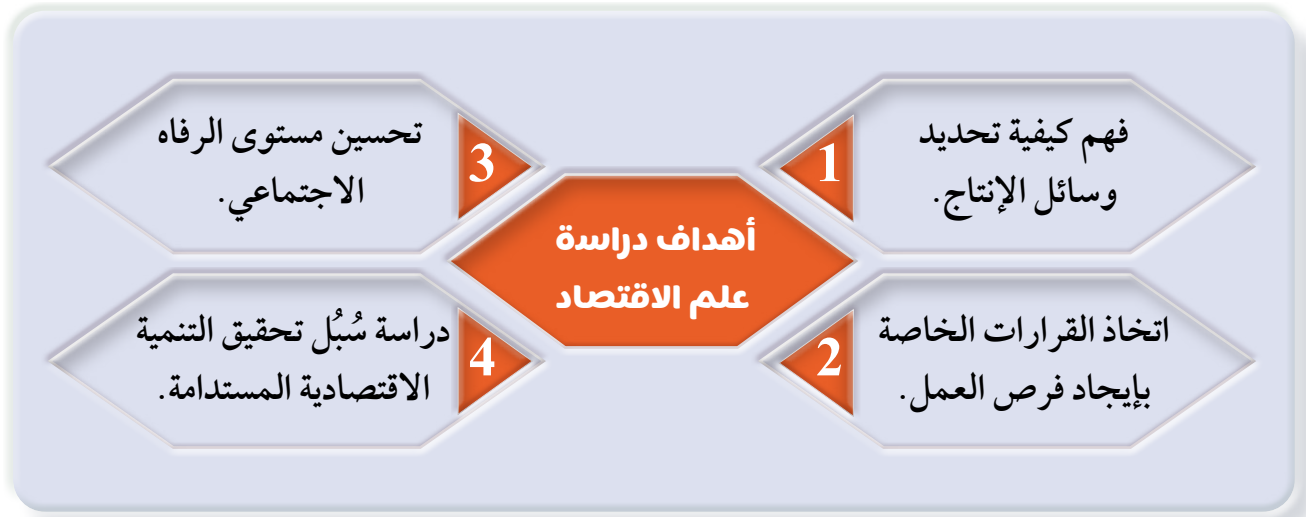 أهداف دراسة
علم الاقتصاد
1
فهم كيفية تحديد
وسائل الإنتاج.
2
اتخاذ القرارات الخاصة
بإيجاد فرص العمل.
3
تحسين مستوى الرفاه
الاجتماعي.
4
دراسة سُبُل تحقيق التنمية
الاقتصادية المستدامة.